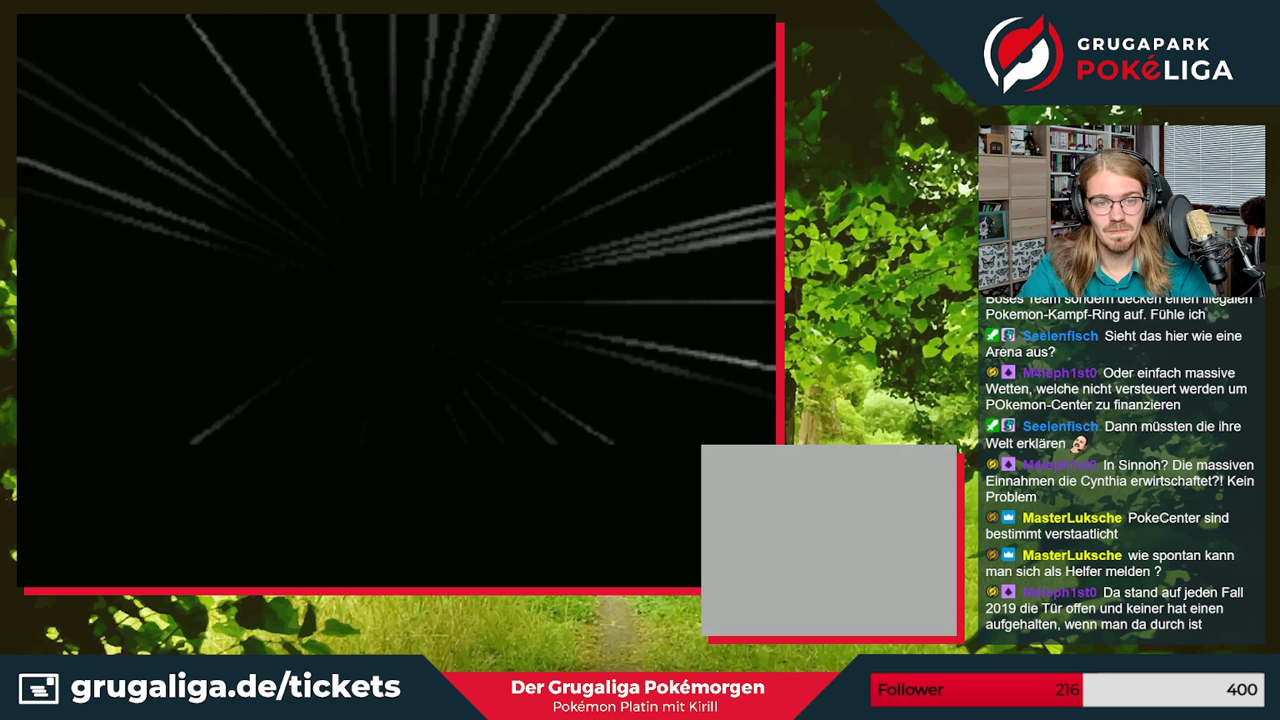 GRUGAPARK
POKéLIGA
Böses Team sondern decken einen illegalen
Pokemon-Kampf-Ring auf. Fühle ich
Seelenfisch Sieht das hier wie eine
Arena aus?
M4leph1st0 Oder einfach massive
Wetten, welche nicht versteuert werden um
POkemon-Center zu finanzieren
Seelenfisch Dann müssten die ihre
Welt erklären
M4leph1st0 In Sinnoh? Die massiven
Einnahmen die Cynthia erwirtschaftet?! Kein
Problem
MasterLuksche PokeCenter sind
bestimmt verstaatlicht
MasterLuksche wie spontan kann
man sich als Helfer melden ?
M4leph1st0 Da stand auf jeden Fall
2019 die Tür offen und keiner hat einen
aufgehalten, wenn man da durch ist
grugaliga.de/tickets
Der Grugaliga Pokémorgen
Pokémon Platin mit Kirill
Follower 216 400